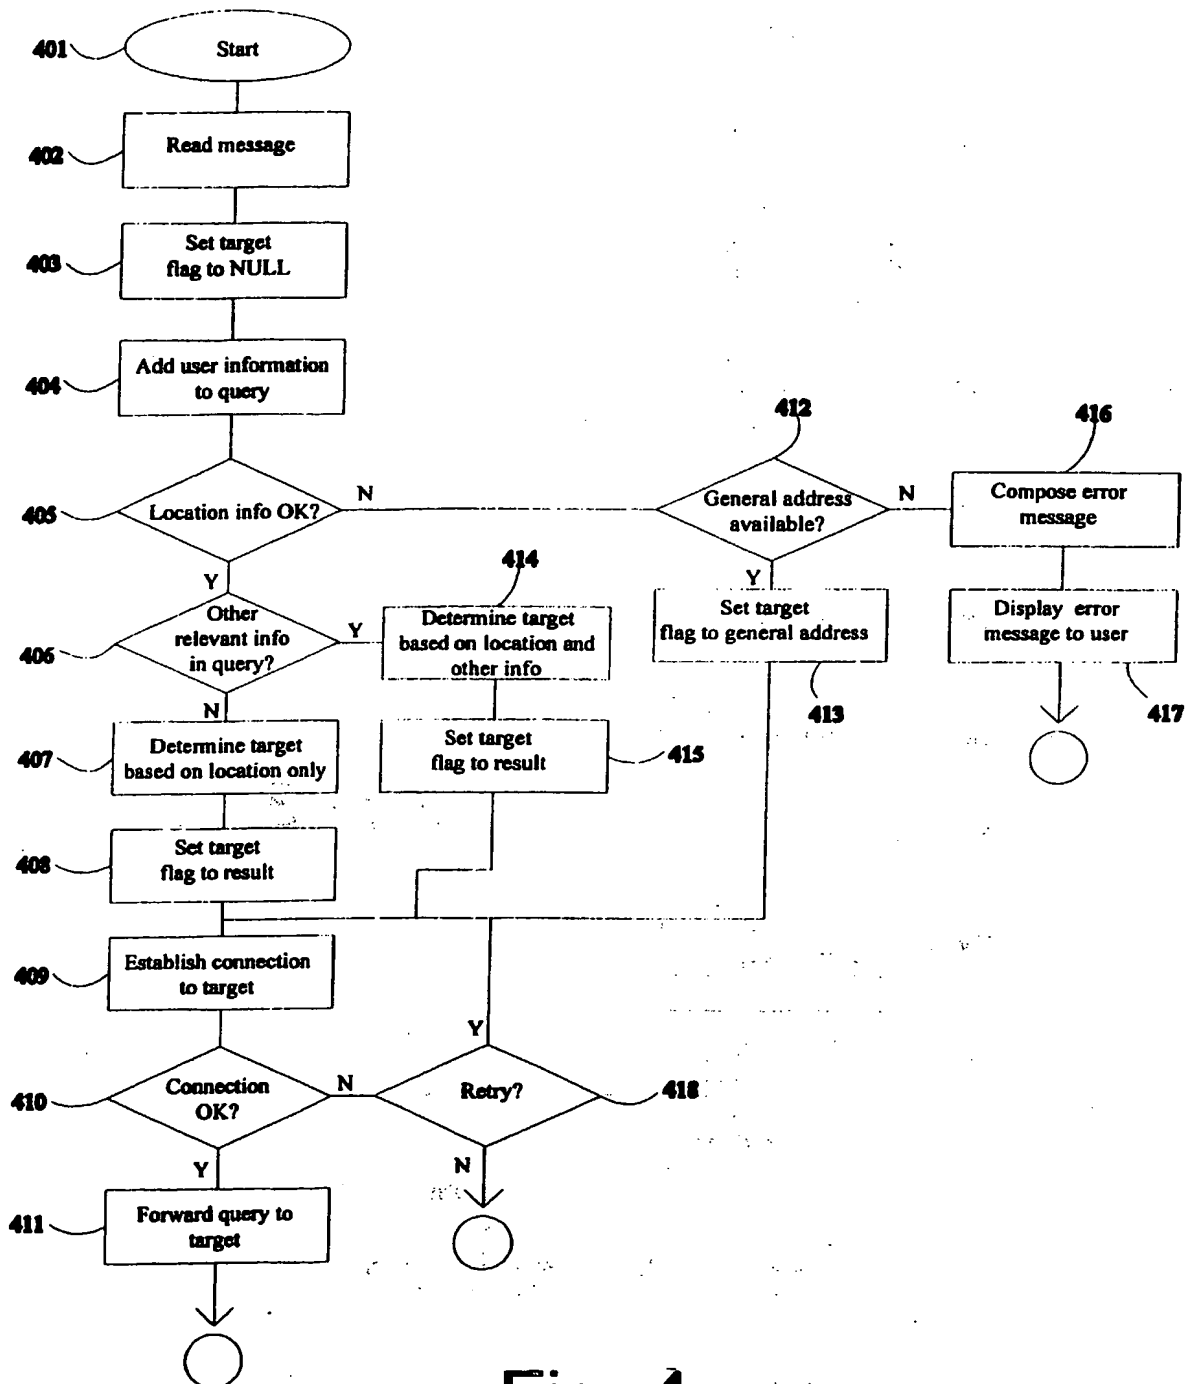 401
Start
402
Read message
403
Set target
flag to NULL
404
Add user information
to query
405
Location info OK?
N
Y
412
General address
available?
N
Y
416
Compose error
message
406
Other
relevant info
in query?
Y
N
414
Determine target
based on location and
other info
Set target
flag to general address
413
Display error
message to user
417
407
Determine target
based on location only
Set target
flag to result
415
408
Set target
flag to result
409
Establish connection
to target
410
Connection
OK?
N
Y
Retry?
Y
N
418
411
Forward query to
target
Fig. 4